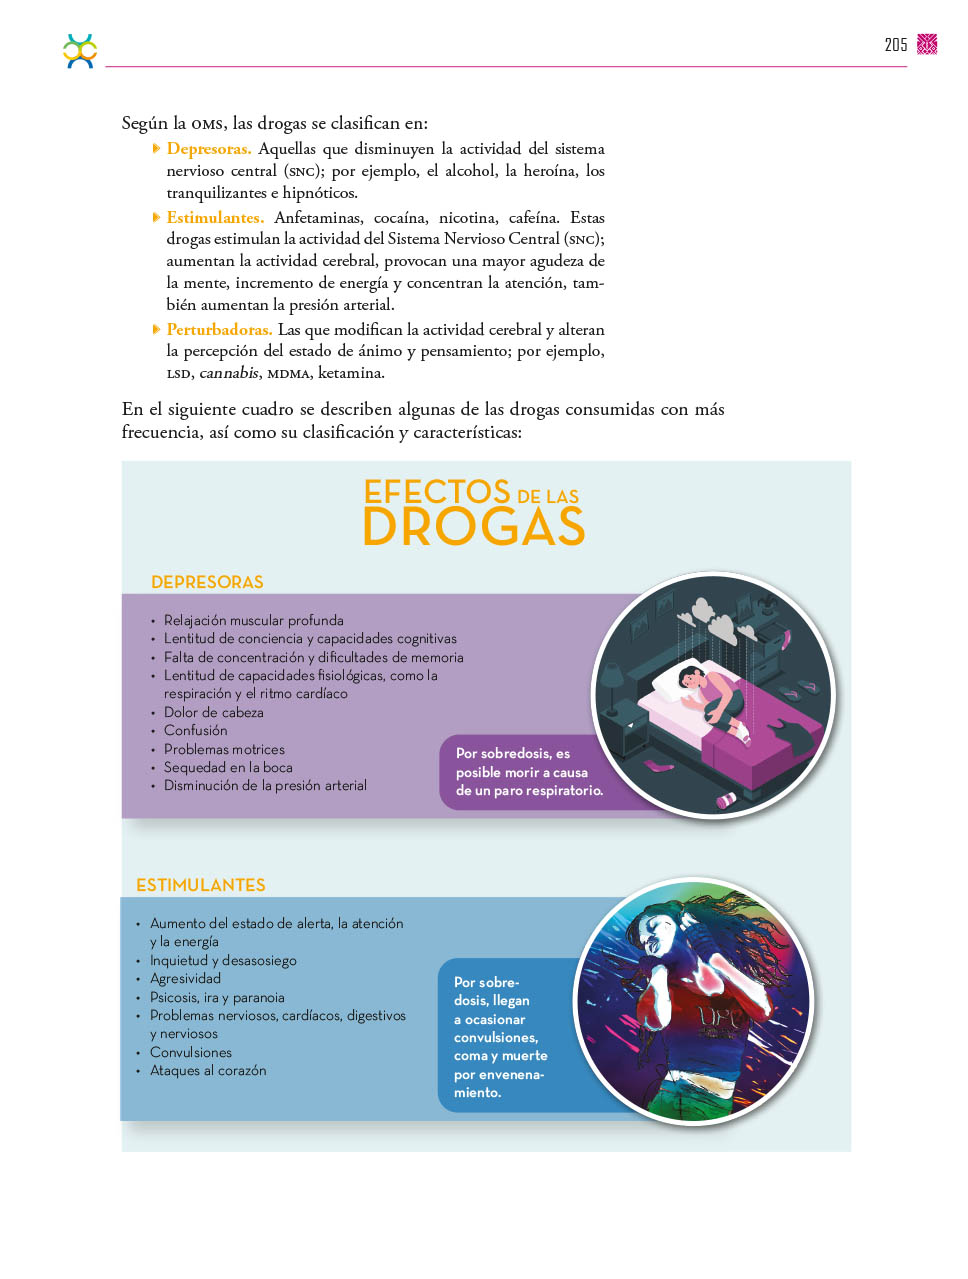 205
Según la OMS, las drogas se clasifican en:
Depresoras. Aquellas que disminuyen la actividad del sistema
nervioso central (SNC); por ejemplo, el alcohol, la heroína, los
tranquilizantes e hipnóticos.
Estimulantes. Anfetaminas, cocaína, nicotina, cafeína. Estas
drogas estimulan la actividad del Sistema Nervioso Central (SNC);
aumentan la actividad cerebral, provocan una mayor agudeza de
la mente, incremento de energía y concentran la atención, tam-
bién aumentan la presión arterial.
Perturbadoras. Las que modifican la actividad cerebral y alteran
la percepción del estado de ánimo y pensamiento; por ejemplo,
LSD, cannabis, MDMA, ketamina.
En el siguiente cuadro se describen algunas de las drogas consumidas con más
frecuencia, así como su clasificación y características:
EFECTOS DE LAS
DROGAS
DEPRESORAS
• Relajación muscular profunda
• Lentitud de conciencia y capacidades cognitivas
• Falta de concentración y dificultades de memoria
• Lentitud de capacidades fisiológicas, como la
respiración y el ritmo cardíaco
• Dolor de cabeza
• Confusión
• Problemas motrices
• Sequedad en la boca
• Disminución de la presión arterial
Por sobredosis, es
posible morir a causa
de un paro respiratorio.
ESTIMULANTES
• Aumento del estado de alerta, la atención
y la energía
• Inquietud y desasosiego
• Agresividad
• Psicosis, ira y paranoia
• Problemas nerviosos, cardíacos, digestivos
y nerviosos
• Convulsiones
• Ataques al corazón
Por sobre-
dosis, llegan
a ocasionar
convulsiones,
coma y muerte
por envenena-
miento.